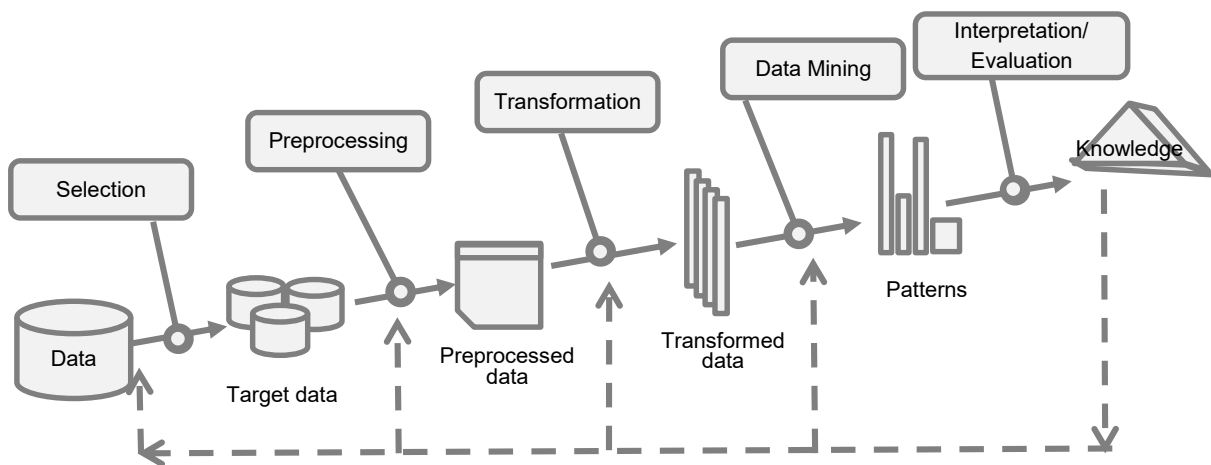 Interpretation/
Evaluation
Data Mining
Transformation
Preprocessing
Knowledge
Selection
Patterns
Transformed
data
Preprocessed
data
Data
Target data